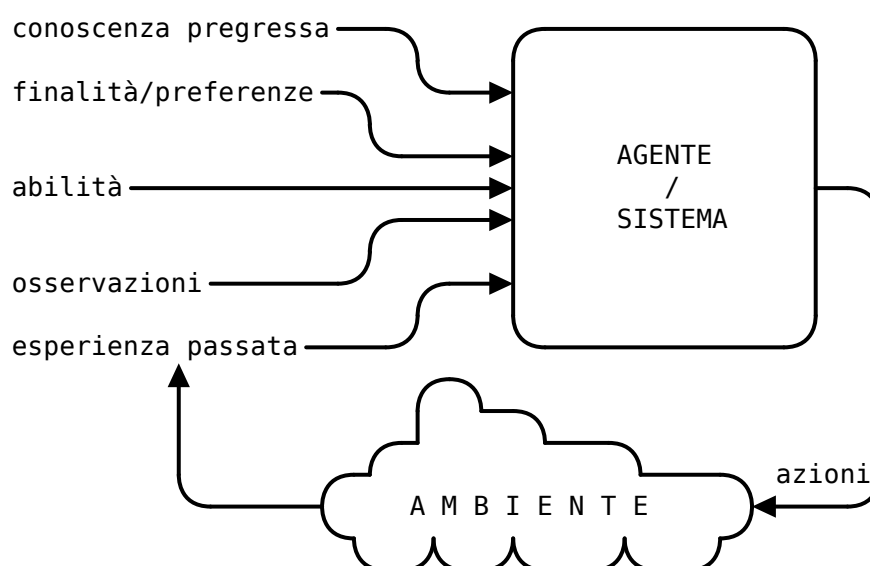 conoscenza pregressa
finalità/preferenze
abilità
osservazioni
esperienza passata
AGENTE
/
SISTEMA
azioni
A M B I E N T E